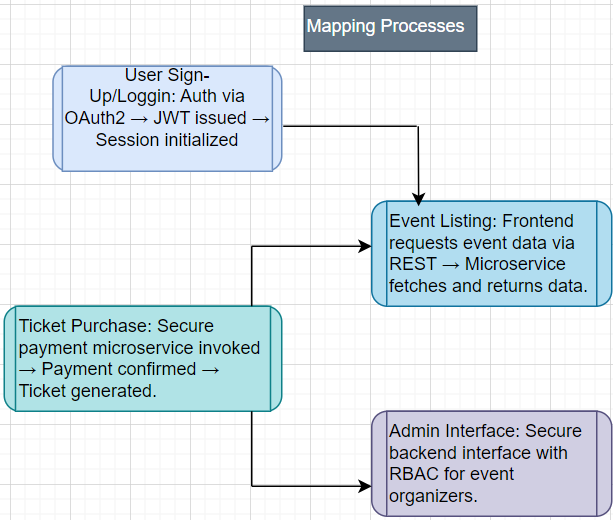 Mapping Processes
User Sign-
Up/Loggin: Auth via
OAuth2 → JWT issued →
Session initialized
Event Listing: Frontend
requests event data via
REST → Microservice
fetches and returns data.
Ticket Purchase: Secure
payment microservice invoked
→ Payment confirmed →
Ticket generated.
Admin Interface: Secure
backend interface with
RBAC for event
organizers.